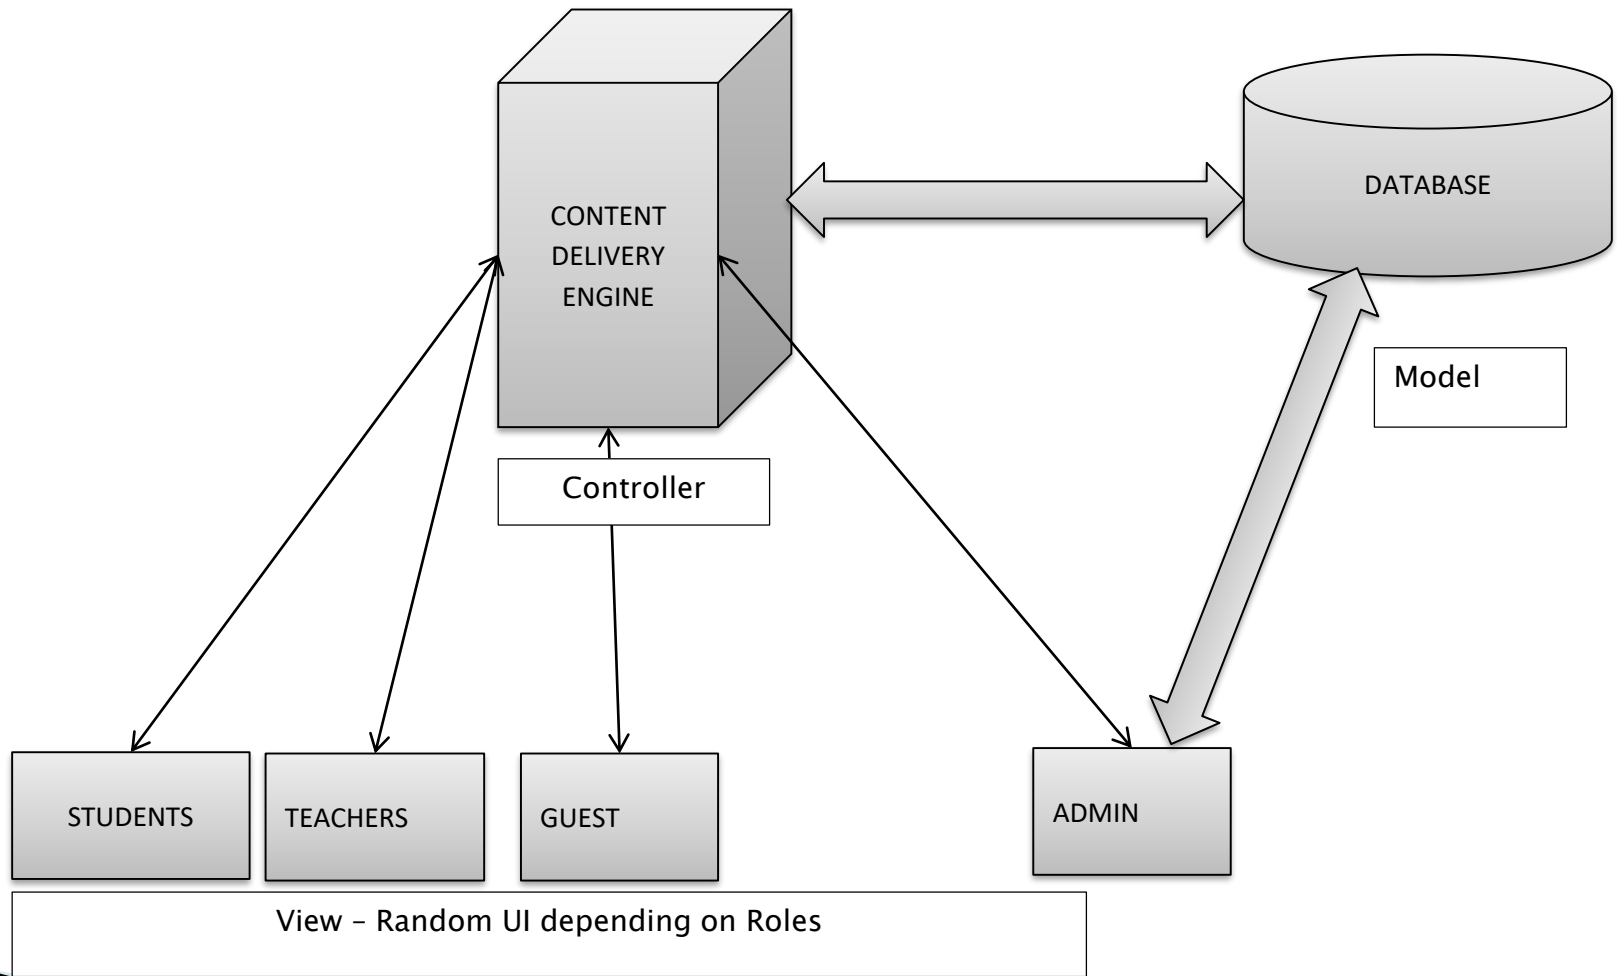 CONTENT
DELIVERY
ENGINE
DATABASE
Model
Controller
STUDENTS
TEACHERS
GUEST
ADMIN
View – Random UI depending on Roles